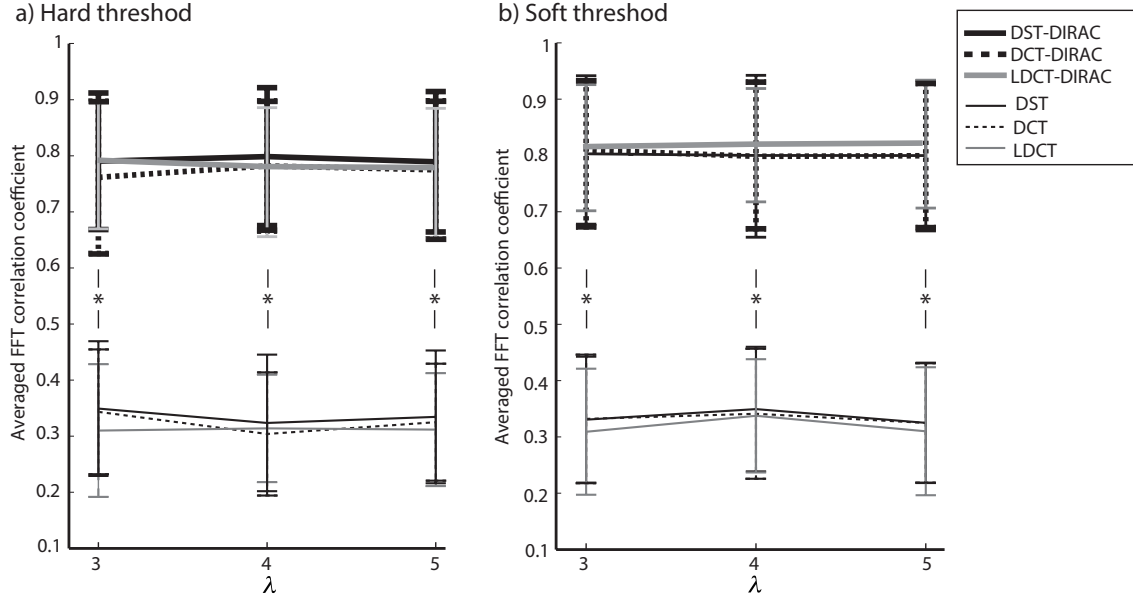 a) Hard threshod
b) Soft threshod
DST-DIRAC
DCT-DIRAC
LDCT-DIRAC
DST
DCT
LDCT
Averaged FFT correlation coefficient
1
0.9
0.8
0.7
0.6
0.5
0.4
0.3
0.2
0.1
* * *
3 4 5
λ
Averaged FFT correlation coefficient
1
0.9
0.8
0.7
0.6
0.5
0.4
0.3
0.2
0.1
* * *
3 4 5
λ